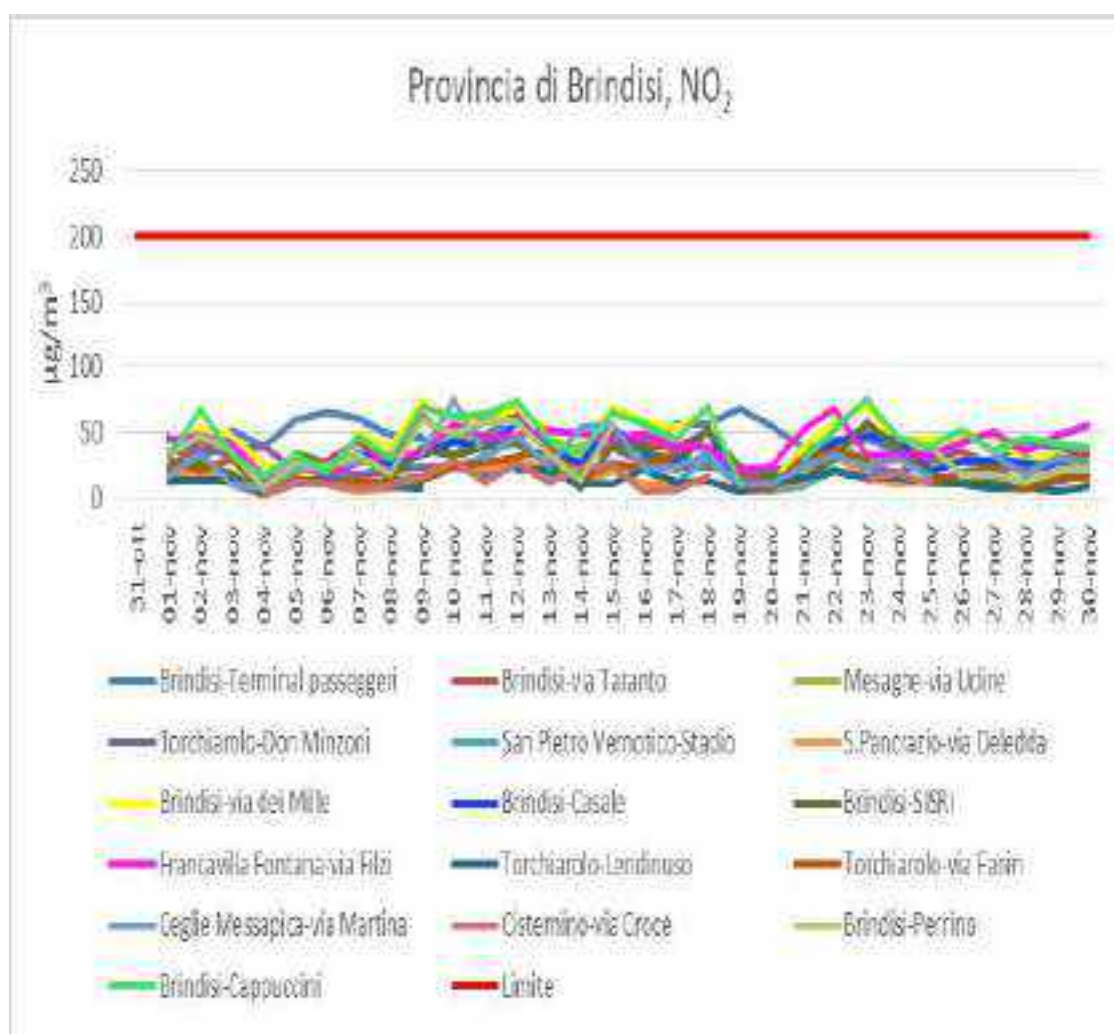 Provincia di Brindisi, NO₂
250
200
150
100
50
0
µg/m³
31-ott
01-nov
02-nov
03-nov
04-nov
05-nov
06-nov
07-nov
08-nov
09-nov
10-nov
11-nov
12-nov
13-nov
14-nov
15-nov
16-nov
17-nov
18-nov
19-nov
20-nov
21-nov
22-nov
23-nov
24-nov
25-nov
26-nov
27-nov
28-nov
29-nov
30-nov
Brindisi-Terminal passeggeri Brindisi-via Taranto Mesagne-via Udine
Torchiarolo-Don Minzoni San Pietro Vernotico-Stadio S.Pancrazio-via Deledda
Brindisi-via dei Mille Brindisi-Casale Brindisi-SISRI
Francavilla Fontana-via Filzi Torchiarolo-Lendinuso Torchiarolo-via Fanin
Ceglie Messapica-via Martina Cisternino-via Croce Brindisi-Perrino
Brindisi-Cappuccini Limite